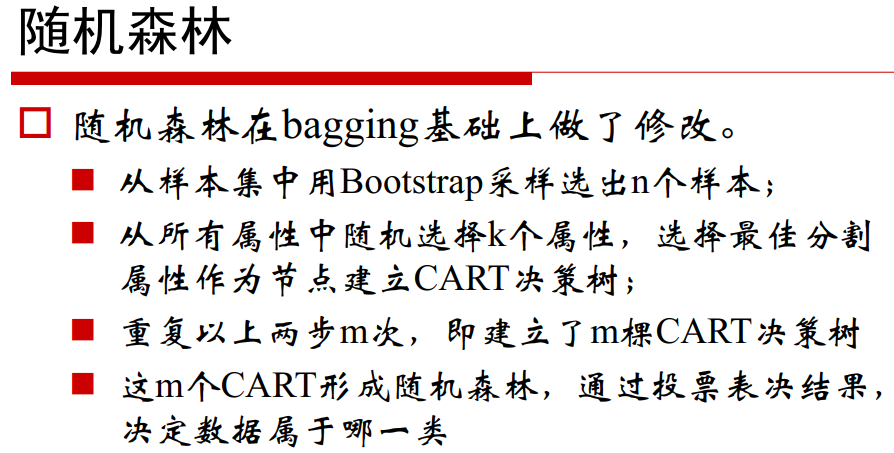 随机森林
随机森林在bagging基础上做了修改。
从样本集中用Bootstrap采样选出n个样本；
从所有属性中随机选择k个属性，选择最佳分割
属性作为节点建立CART决策树；
重复以上两步m次，即建立了m棵CART决策树
这m个CART形成随机森林，通过投票表决结果，
决定数据属于哪一类